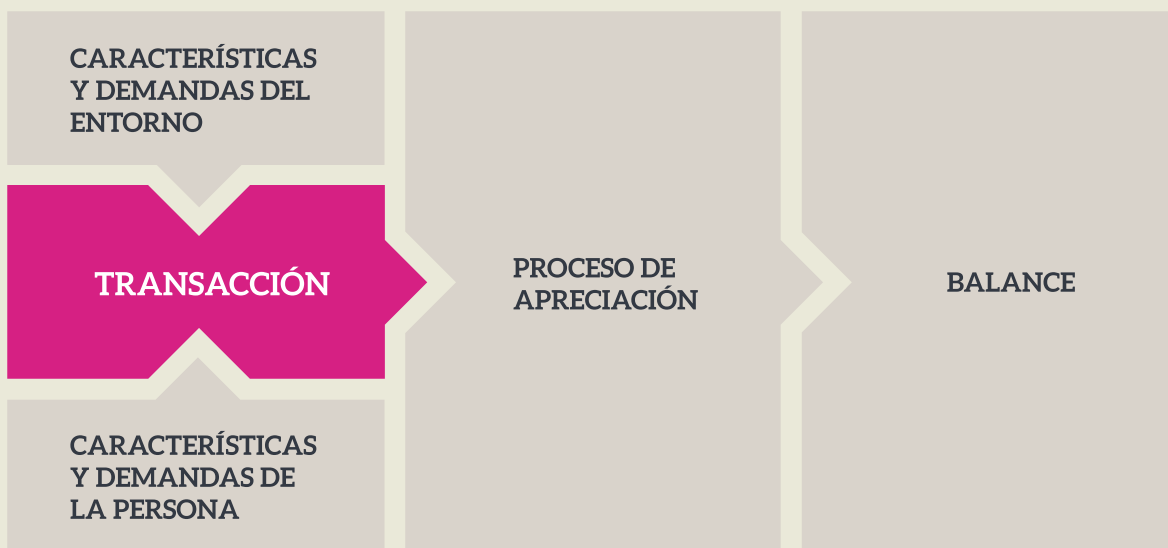 CARACTERÍSTICAS
Y DEMANDAS DEL
ENTORNO
TRANSACCIÓN
CARACTERÍSTICAS
Y DEMANDAS DE
LA PERSONA
PROCESO DE
APRECIACIÓN
BALANCE